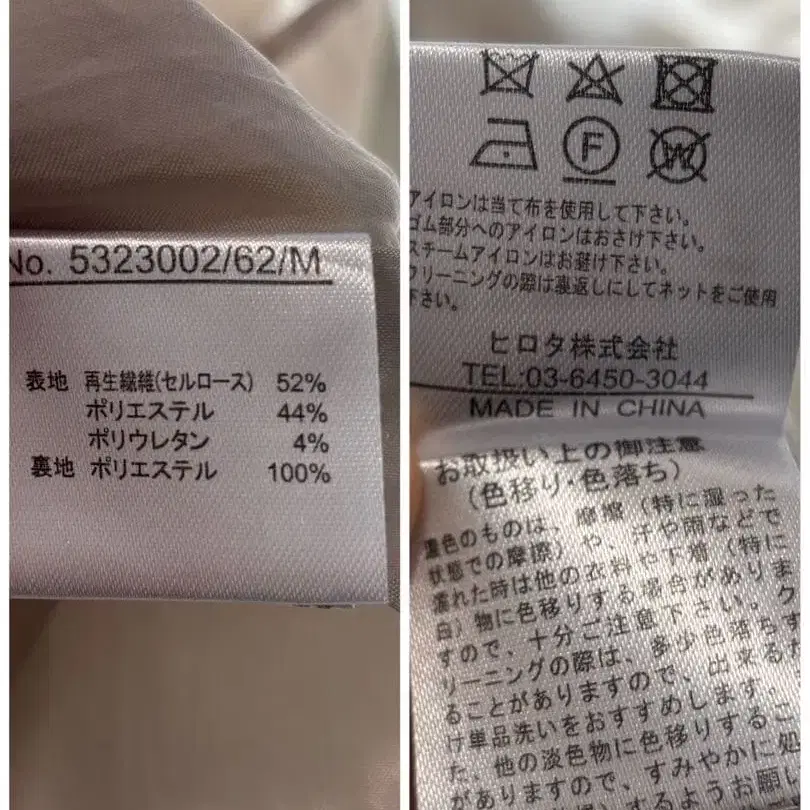 No. 5323002/62/M
表地 再生繊維(セルロース) 52%
ポリエステル 44%
ポリウレタン 4%
裏地 ポリエステル 100%
F
W
アイロンは当て布を使用して下さい。
ゴム部分へのアイロンはおさけ下さい。
スチームアイロンはお避け下さい。
クリーニングの際は裏返しにしてネットをご使用
下さい。
ヒロタ株式会社
TEL:03-6450-3044
MADE IN CHINA
お取扱い上の御注意
(色移り・色落ち)
濃色のものは、摩擦(特に湿った
状態での摩擦)や、汗や雨などで
濡れた時は他の衣料や下着(特に
白)物に色移りする場合がありま
すので、十分ご注意下さい。ク
リーニングの際は、多少色落ちす
ることがありますので、出来るだ
け単品洗いをおすすめします。
た、他の淡色物に色移りするこ
がありますので、すみやかに処
するようお願い